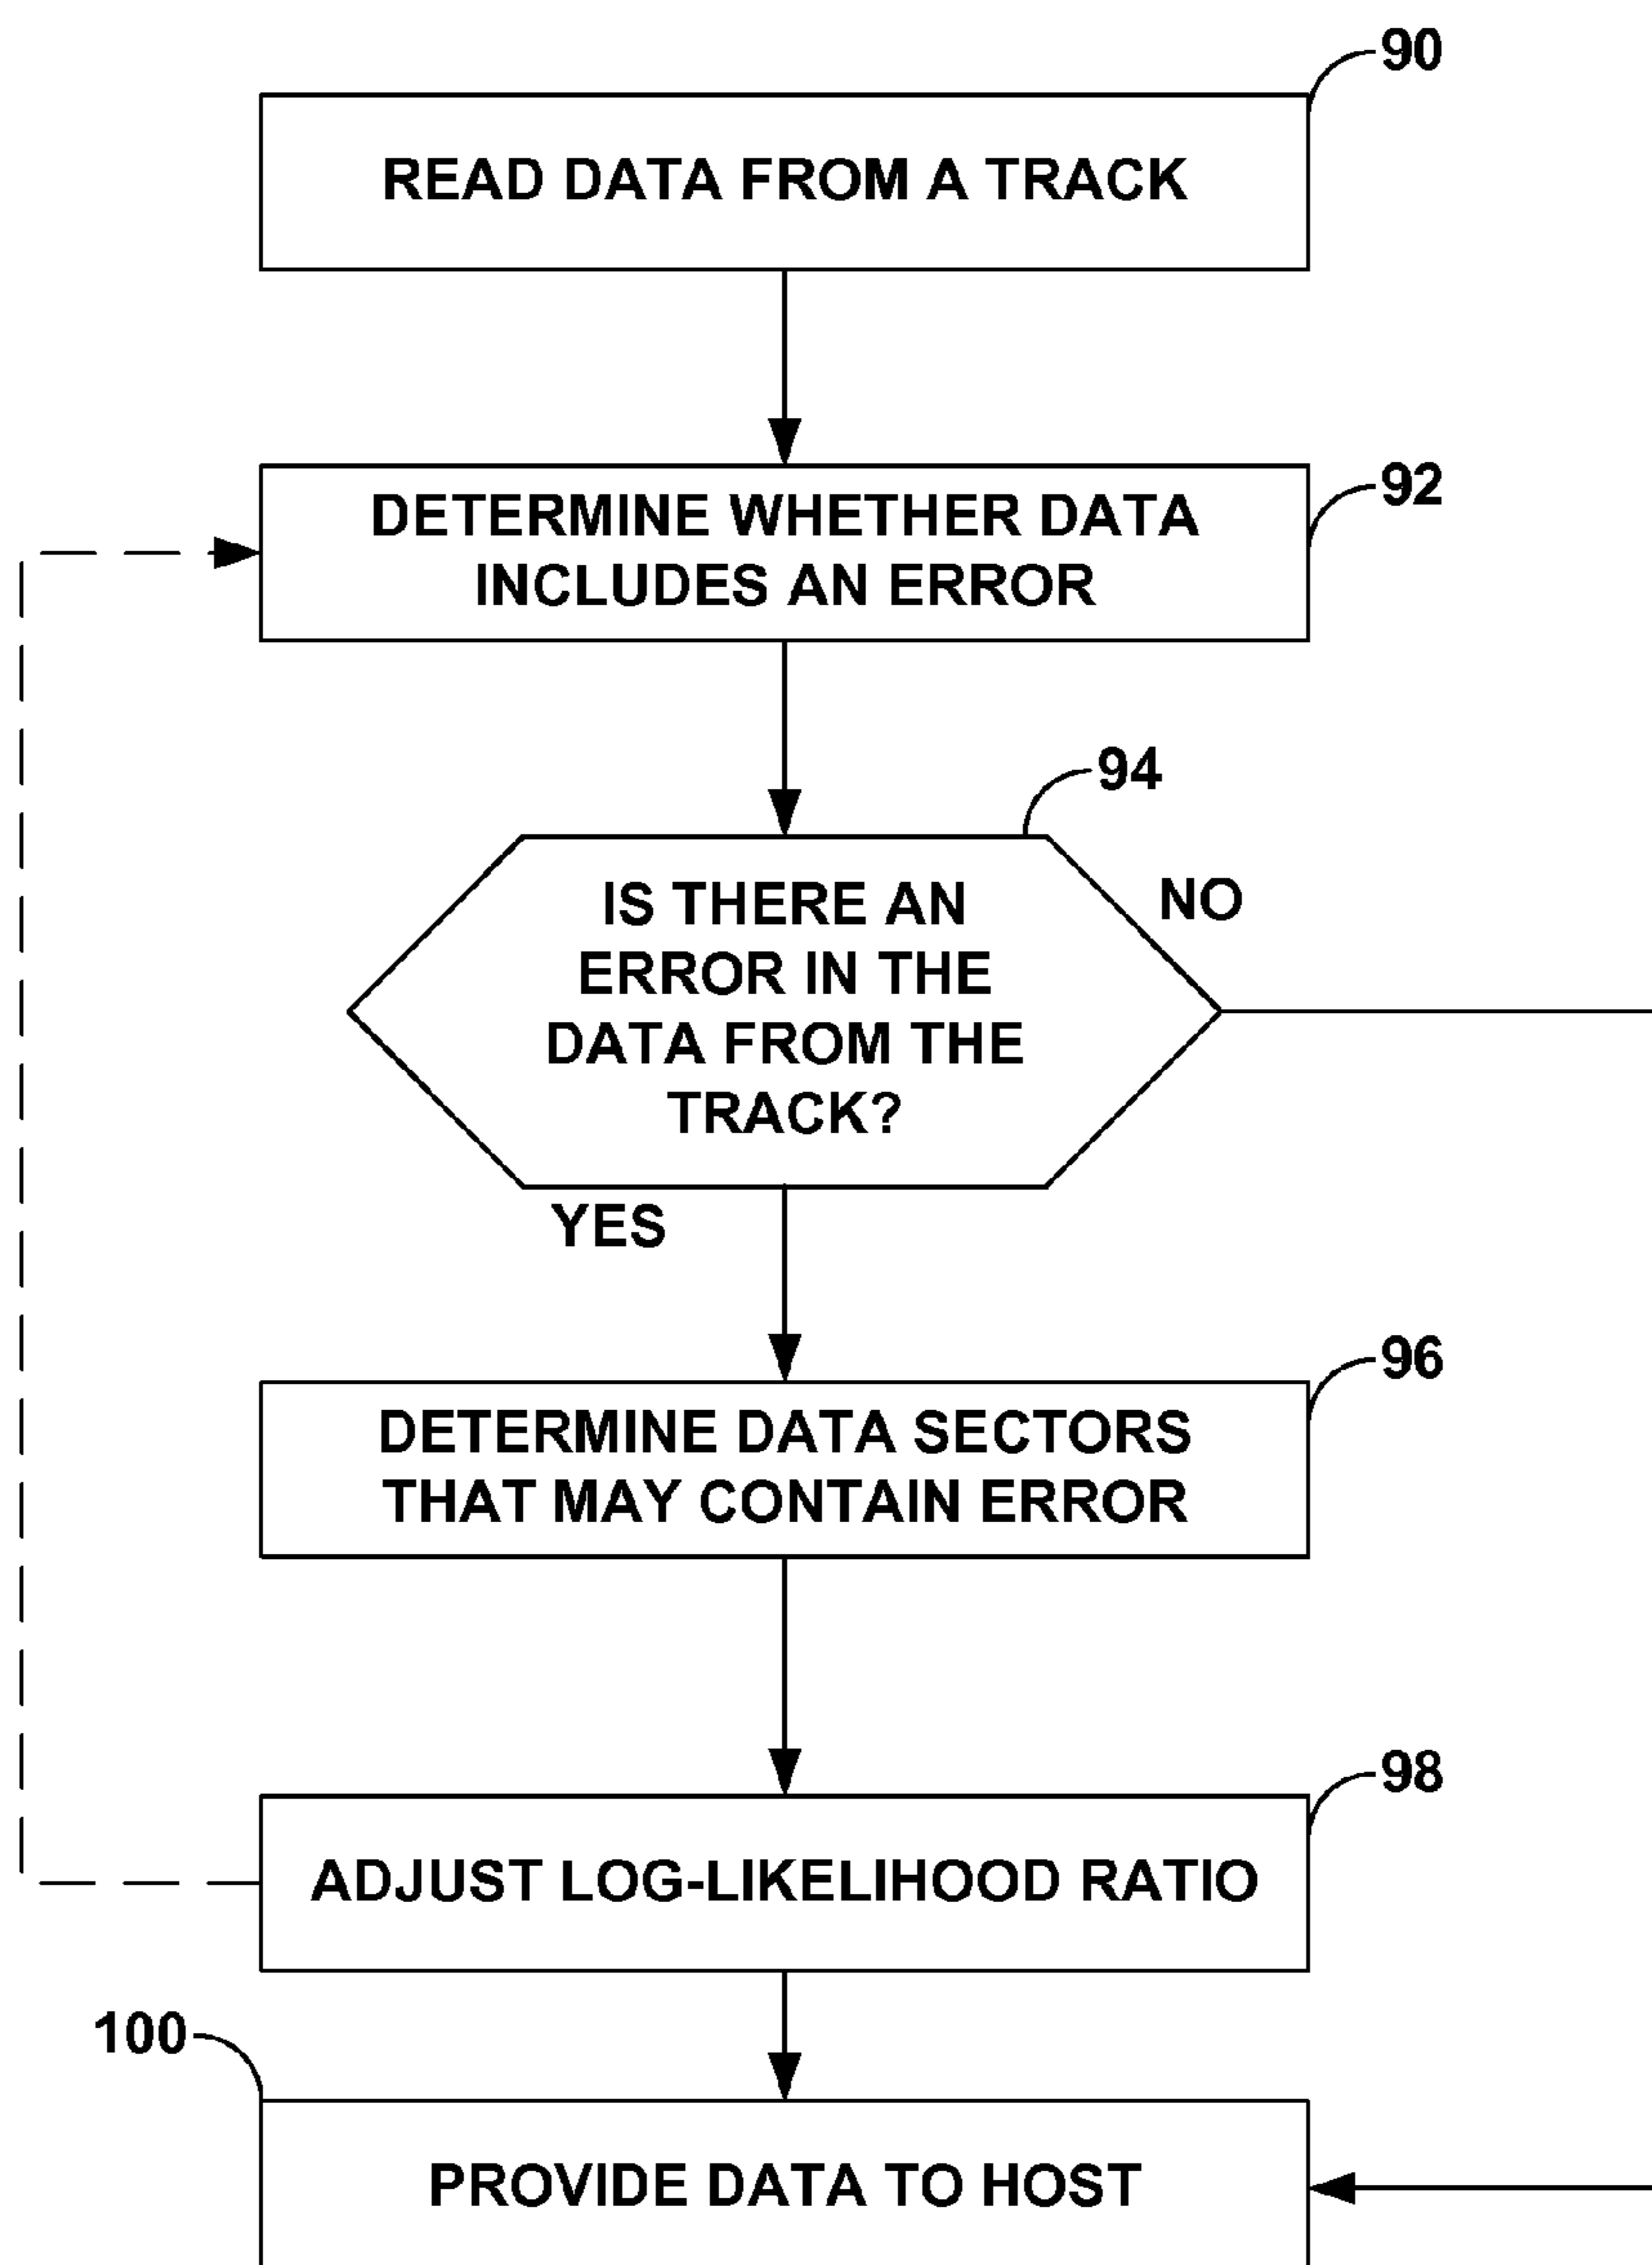 90
READ DATA FROM A TRACK
92
DETERMINE WHETHER DATA
INCLUDES AN ERROR
94
IS THERE AN
ERROR IN THE
DATA FROM THE
TRACK?
NO
YES
96
DETERMINE DATA SECTORS
THAT MAY CONTAIN ERROR
98
ADJUST LOG-LIKELIHOOD RATIO
100
PROVIDE DATA TO HOST